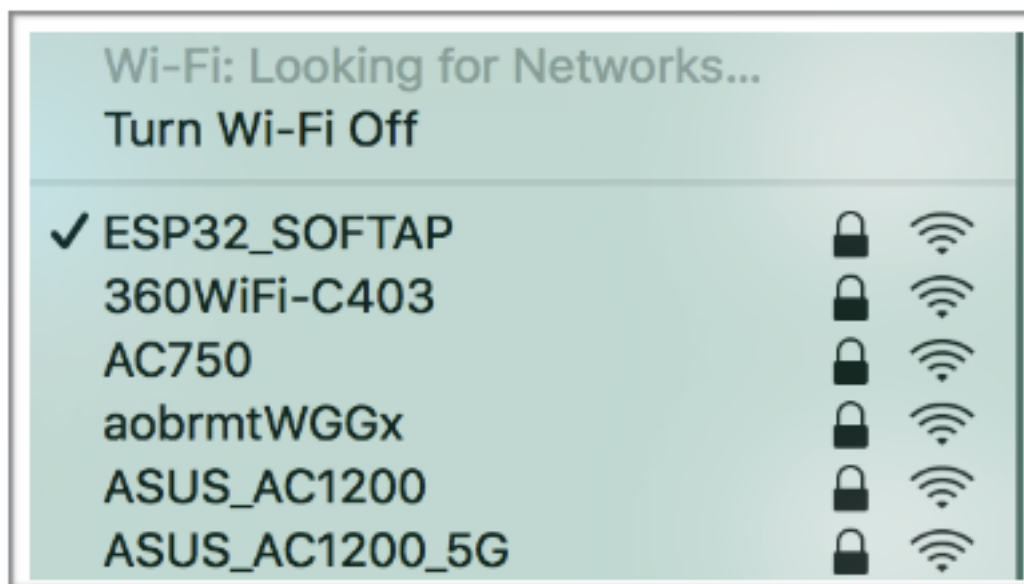 Wi-Fi: Looking for Networks...
Turn Wi-Fi Off
ESP32_SOFTAP
360WiFi-C403
AC750
aobrmtWGGx
ASUS_AC1200
ASUS_AC1200_5G